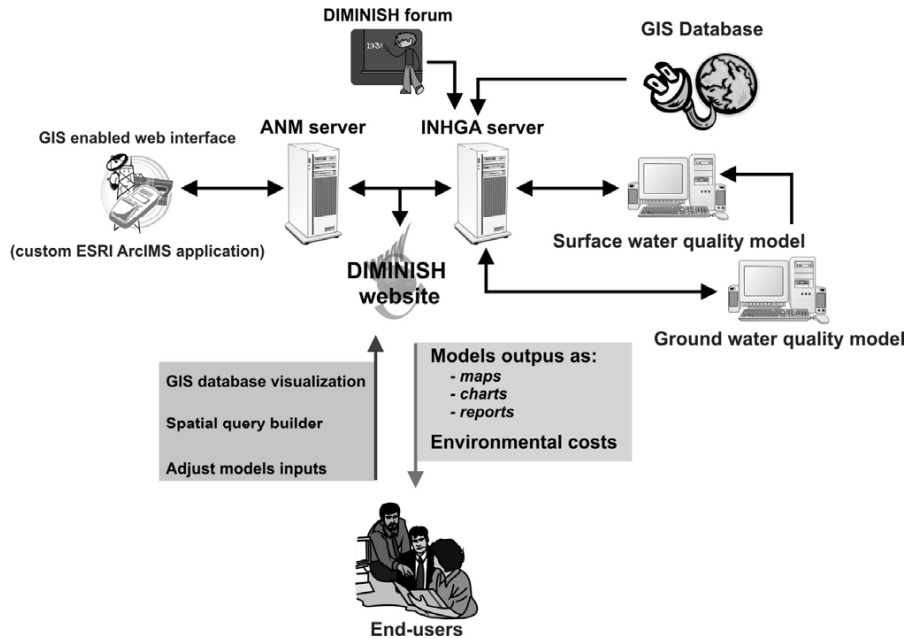 DIMINISH forum
GIS Database
ANM server
INHGA server
GIS enabled web interface
(custom ESRI ArcIMS application)
Surface water quality model
DIMINISH
website
Ground water quality model
GIS database visualization
Spatial query builder
Adjust models inputs
Models outpus as:
- maps
- charts
- reports
Environmental costs
End-users